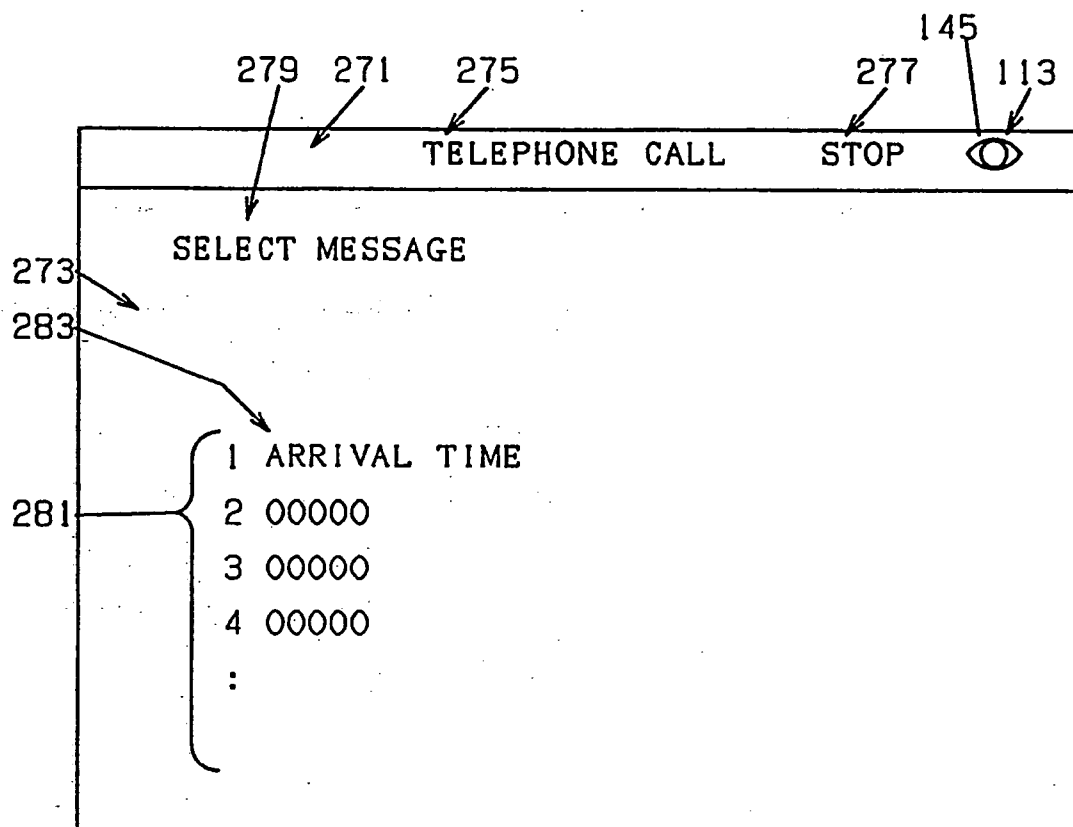 145
279 271 275 277 113
TELEPHONE CALL STOP
SELECT MESSAGE
273
283
1 ARRIVAL TIME
281
2 00000
3 00000
4 00000
: